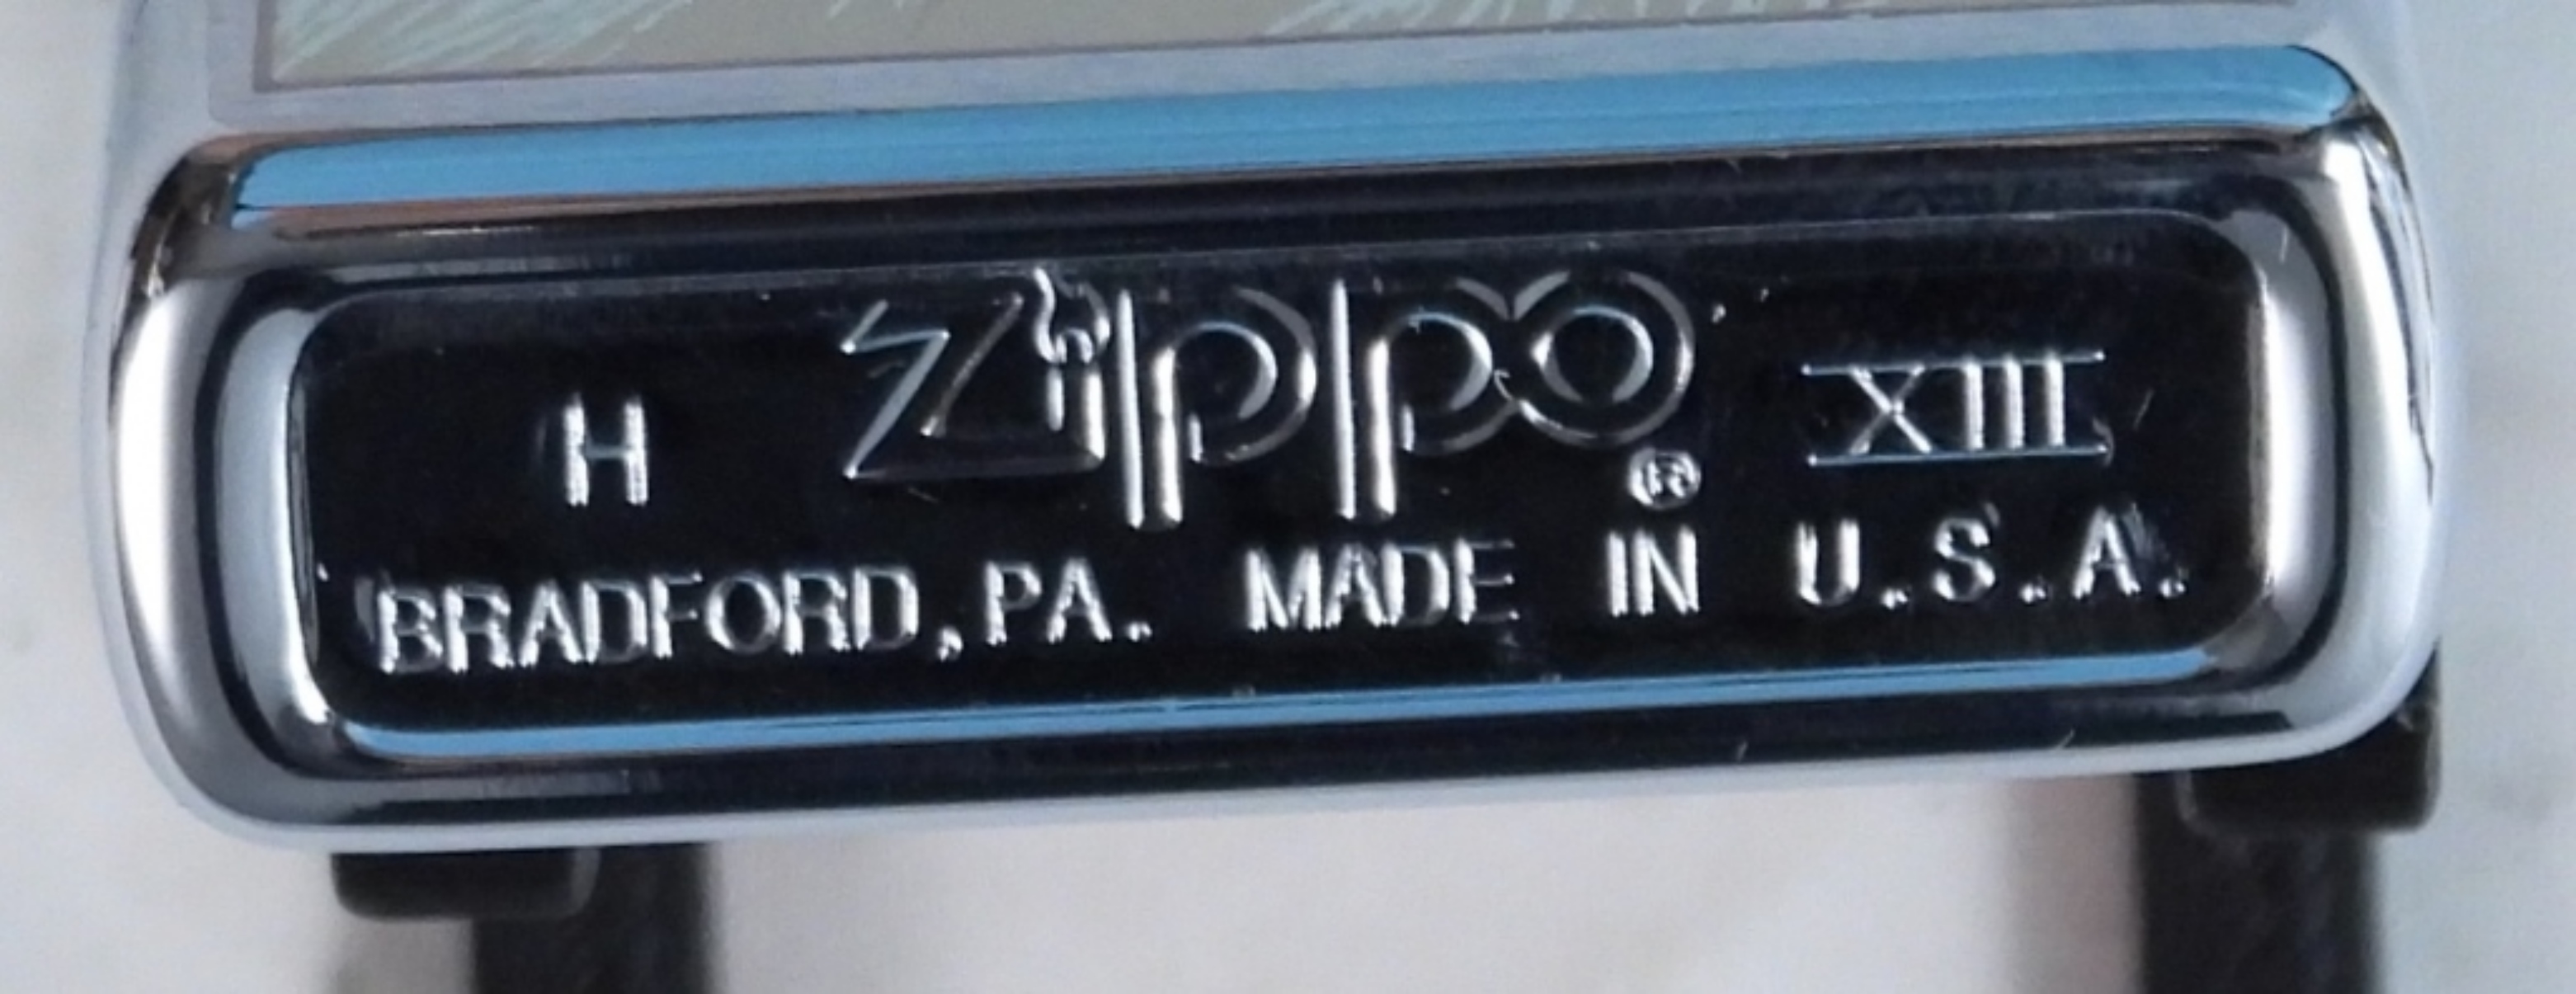 H Zippo® XIII
BRADFORD, PA. MADE IN U.S.A.